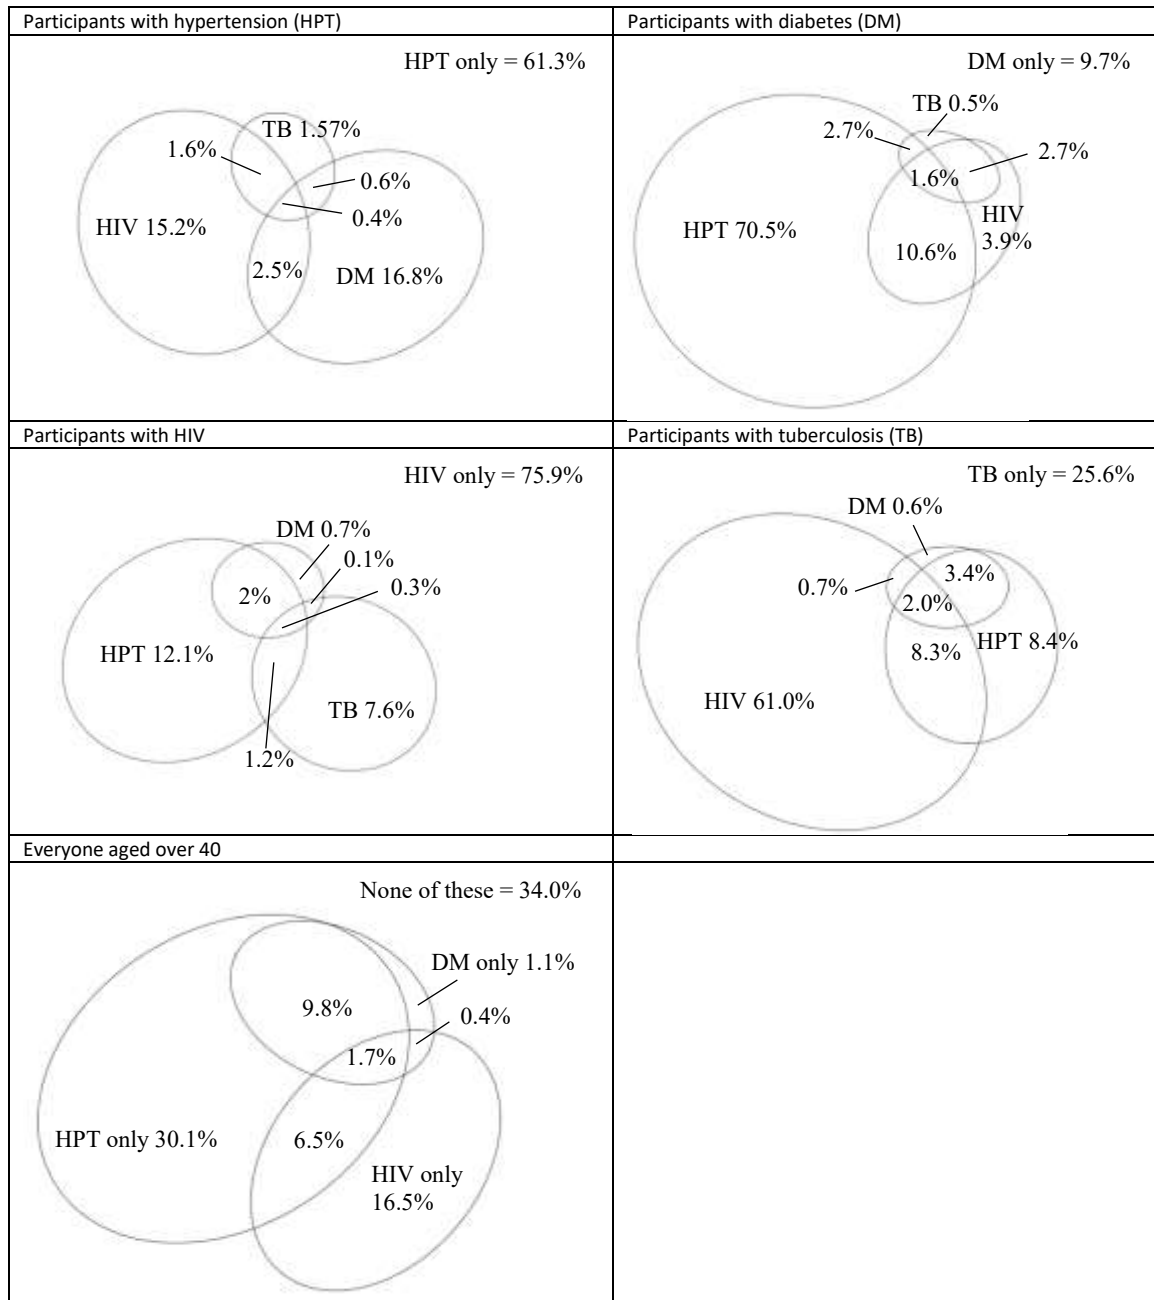 Participants with hypertension (HPT)
HPT only = 61.3%
TB 1.57%
1.6%
0.6%
0.4%
HIV 15.2%
2.5%
DM 16.8%
Participants with diabetes (DM)
DM only = 9.7%
TB 0.5%
2.7%
2.7%
1.6%
HPT 70.5%
HIV
3.9%
10.6%
Participants with HIV
HIV only = 75.9%
DM 0.7%
0.1%
0.3%
2%
HPT 12.1%
TB 7.6%
1.2%
Participants with tuberculosis (TB)
TB only = 25.6%
DM 0.6%
3.4%
0.7%
2.0%
HPT 8.4%
8.3%
HIV 61.0%
Everyone aged over 40
None of these = 34.0%
DM only 1.1%
9.8%
0.4%
1.7%
HPT only 30.1%
6.5%
HIV only
16.5%